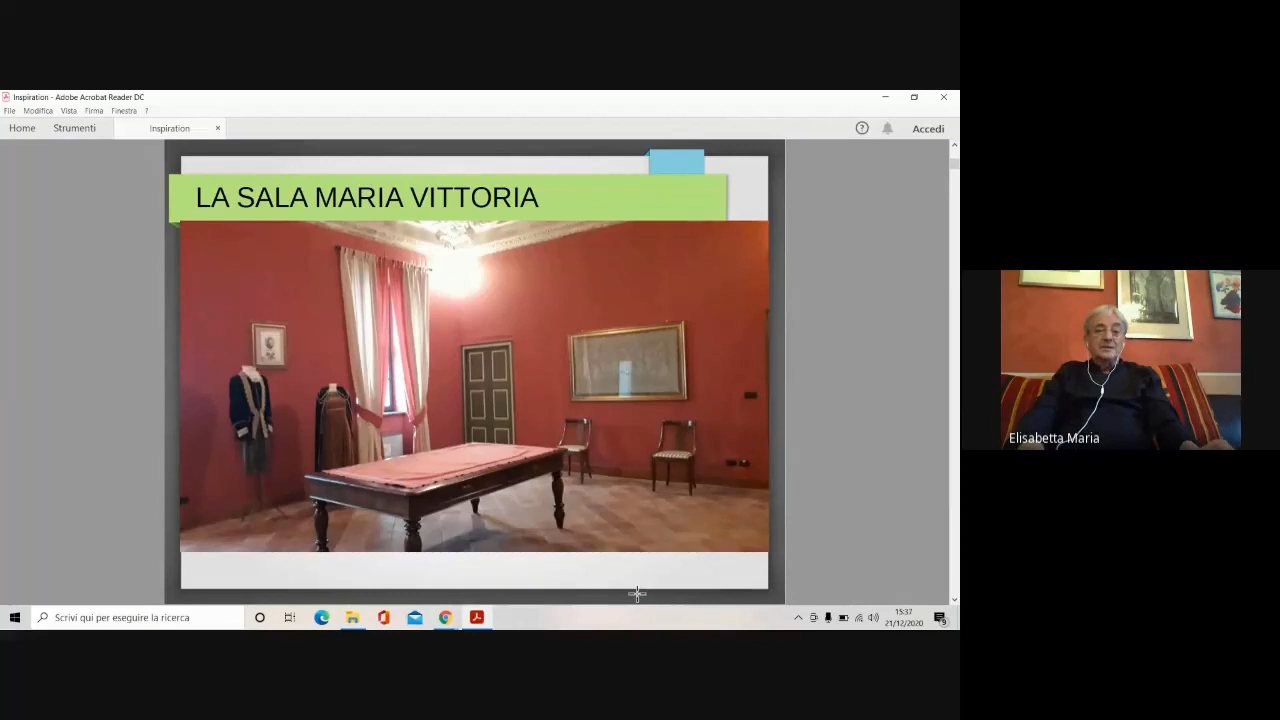 Inspiration - Adobe Acrobat Reader DC
File Modifica Vista Firma Finestra ?
Home Strumenti Inspiration × ? Accedi
LA SALA MARIA VITTORIA
Elisabetta Maria
Scrivi qui per eseguire la ricerca
15:37
21/12/2020
9